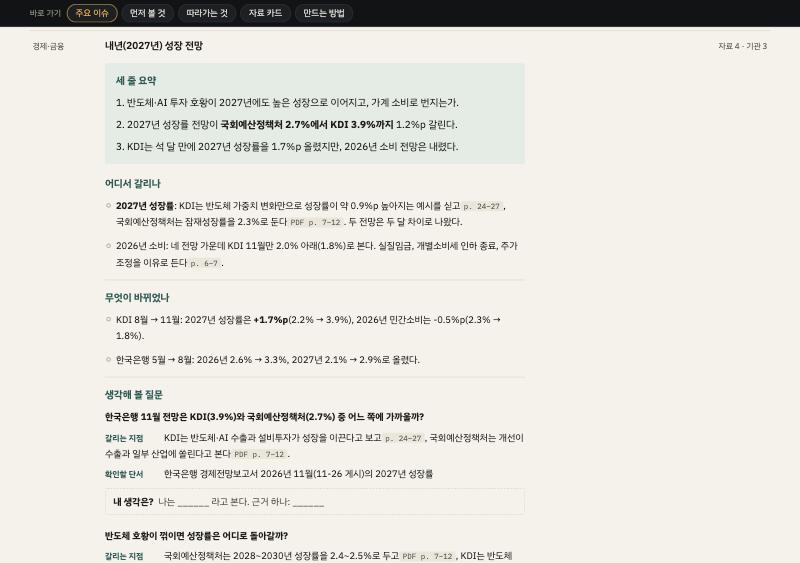 바로 가기 주요 이슈 먼저 볼 것 따라가는 것 자료 카드 만드는 방법
경제·금융 내년(2027년) 성장 전망 자료 4 · 기관 3
세 줄 요약
1. 반도체·AI 투자 호황이 2027년에도 높은 성장으로 이어지고, 가계 소비로 번지는가.
2. 2027년 성장률 전망이 국회예산정책처 2.7%에서 KDI 3.9%까지 1.2%p 갈린다.
3. KDI는 석 달 만에 2027년 성장률을 1.7%p 올렸지만, 2026년 소비 전망은 내렸다.
어디서 갈리나
2027년 성장률: KDI는 반도체 가중치 변화만으로 성장률이 약 0.9%p 높아지는 예시를 싣고 p. 24–27 ,
국회예산정책처는 잠재성장률을 2.3%로 둔다 PDF p. 7–12 . 두 전망은 두 달 차이로 나왔다.
2026년 소비: 네 전망 가운데 KDI 11월만 2.0% 아래(1.8%)로 본다. 실질임금, 개별소비세 인하 종료, 주가
조정을 이유로 든다 p. 6–7 .
무엇이 바뀌었나
KDI 8월 → 11월: 2027년 성장률은 +1.7%p(2.2% → 3.9%), 2026년 민간소비는 -0.5%p(2.3% →
1.8%).
한국은행 5월 → 8월: 2026년 2.6% → 3.3%, 2027년 2.1% → 2.9%로 올렸다.
생각해 볼 질문
한국은행 11월 전망은 KDI(3.9%)와 국회예산정책처(2.7%) 중 어느 쪽에 가까울까?
갈리는 지점 KDI는 반도체·AI 수출과 설비투자가 성장을 이끈다고 보고 p. 24–27 , 국회예산정책처는 개선이
수출과 일부 산업에 쏠린다고 본다 PDF p. 7–12 .
확인할 단서 한국은행 경제전망보고서 2026년 11월(11-26 게시)의 2027년 성장률
내 생각은? 나는 ______ 라고 본다. 근거 하나: ______
반도체 호황이 꺾이면 성장률은 어디로 돌아갈까?
갈리는 지점 국회예산정책처는 2028~2030년 성장률을 2.4~2.5%로 두고 PDF p. 7–12 , KDI는 반도체